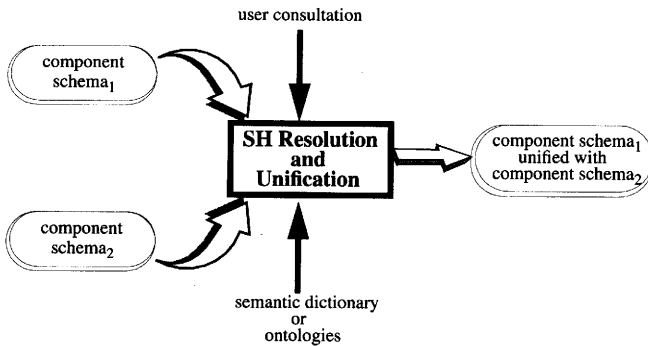 user consultation
component
schema₁
SH Resolution
and
Unification
component schema₁
unified with
component schema₂
component
schema₂
semantic dictionary
or
ontologies